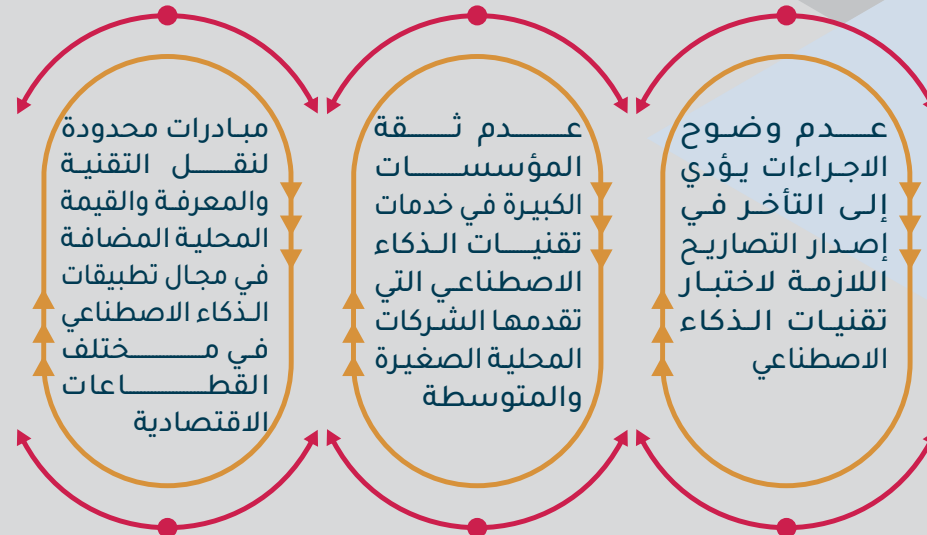 عدم وضوح
الاجراءات يؤدي
إلى التأخر في
إصدار التصاريح
اللازمة لاختبار
تقنيات الذكاء
الاصطناعي
عدم ثقة
المؤسسات
الكبيرة في خدمات
تقنيات الذكاء
الاصطناعي التي
تقدمها الشركات
المحلية الصغيرة
والمتوسطة
مبادرات محدودة
لنقل التقنية
والمعرفة والقيمة
المحلية المضافة
في مجال تطبيقات
الذكاء الاصطناعي
في مختلف
القطاعات
الاقتصادية